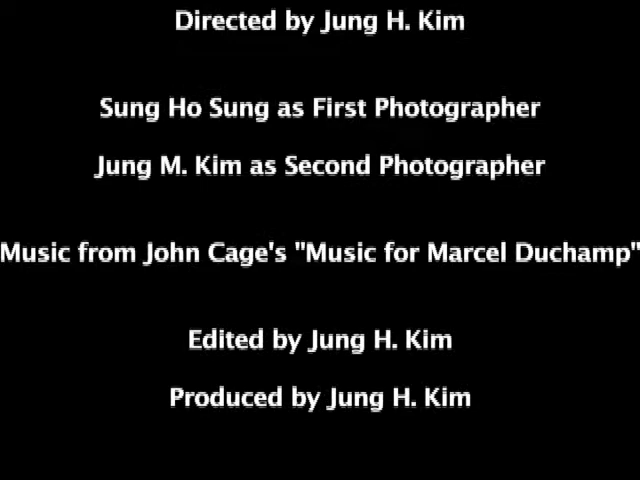 Directed by Jung H. Kim
Sung Ho Sung as First Photographer
Jung M. Kim as Second Photographer
Music from John Cage's "Music for Marcel Duchamp"
Edited by Jung H. Kim
Produced by Jung H. Kim